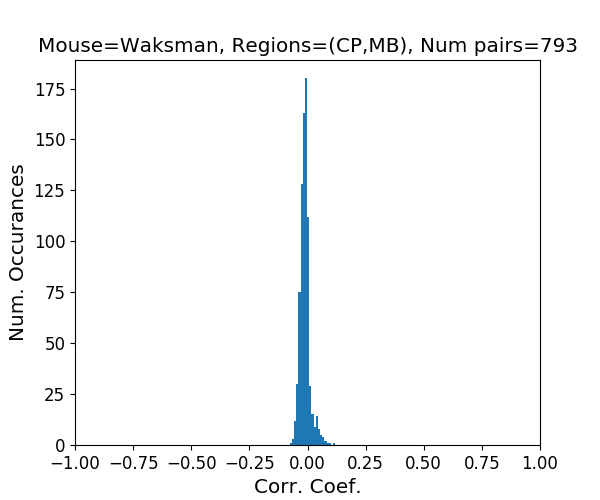 Mouse=Waksman, Regions=(CP,MB), Num pairs=793
175
150
125
100
75
50
25
0
Num. Occurances
−1.00 −0.75 −0.50 −0.25 0.00 0.25 0.50 0.75 1.00
Corr. Coef.